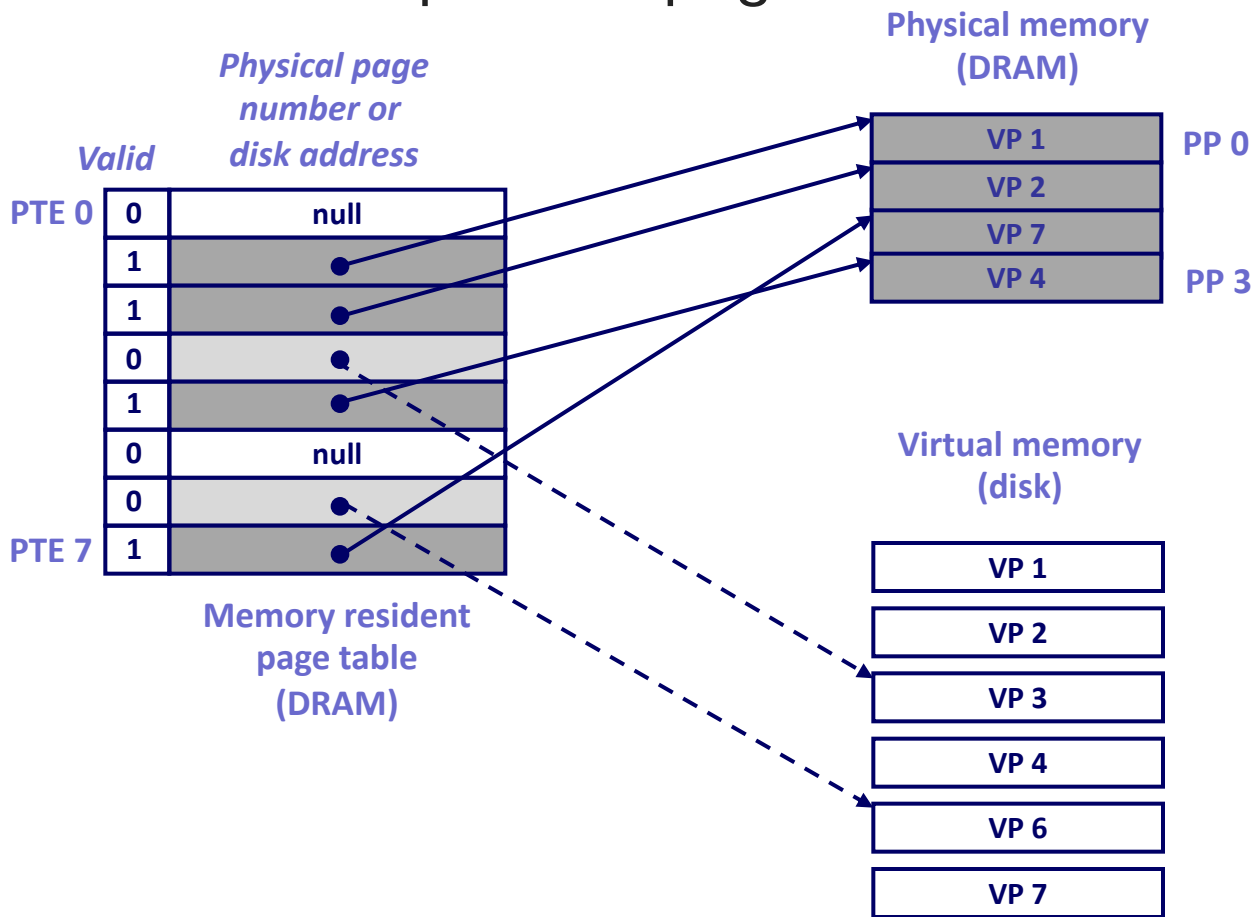 Physical memory
(DRAM)
Physical page
number or
disk address
Valid
VP 1
PP 0
VP 2
VP 7
VP 4
PP 3
PTE 0
0
null
1
1
0
1
0
null
0
PTE 7
1
Memory resident
page table
(DRAM)
Virtual memory
(disk)
VP 1
VP 2
VP 3
VP 4
VP 6
VP 7